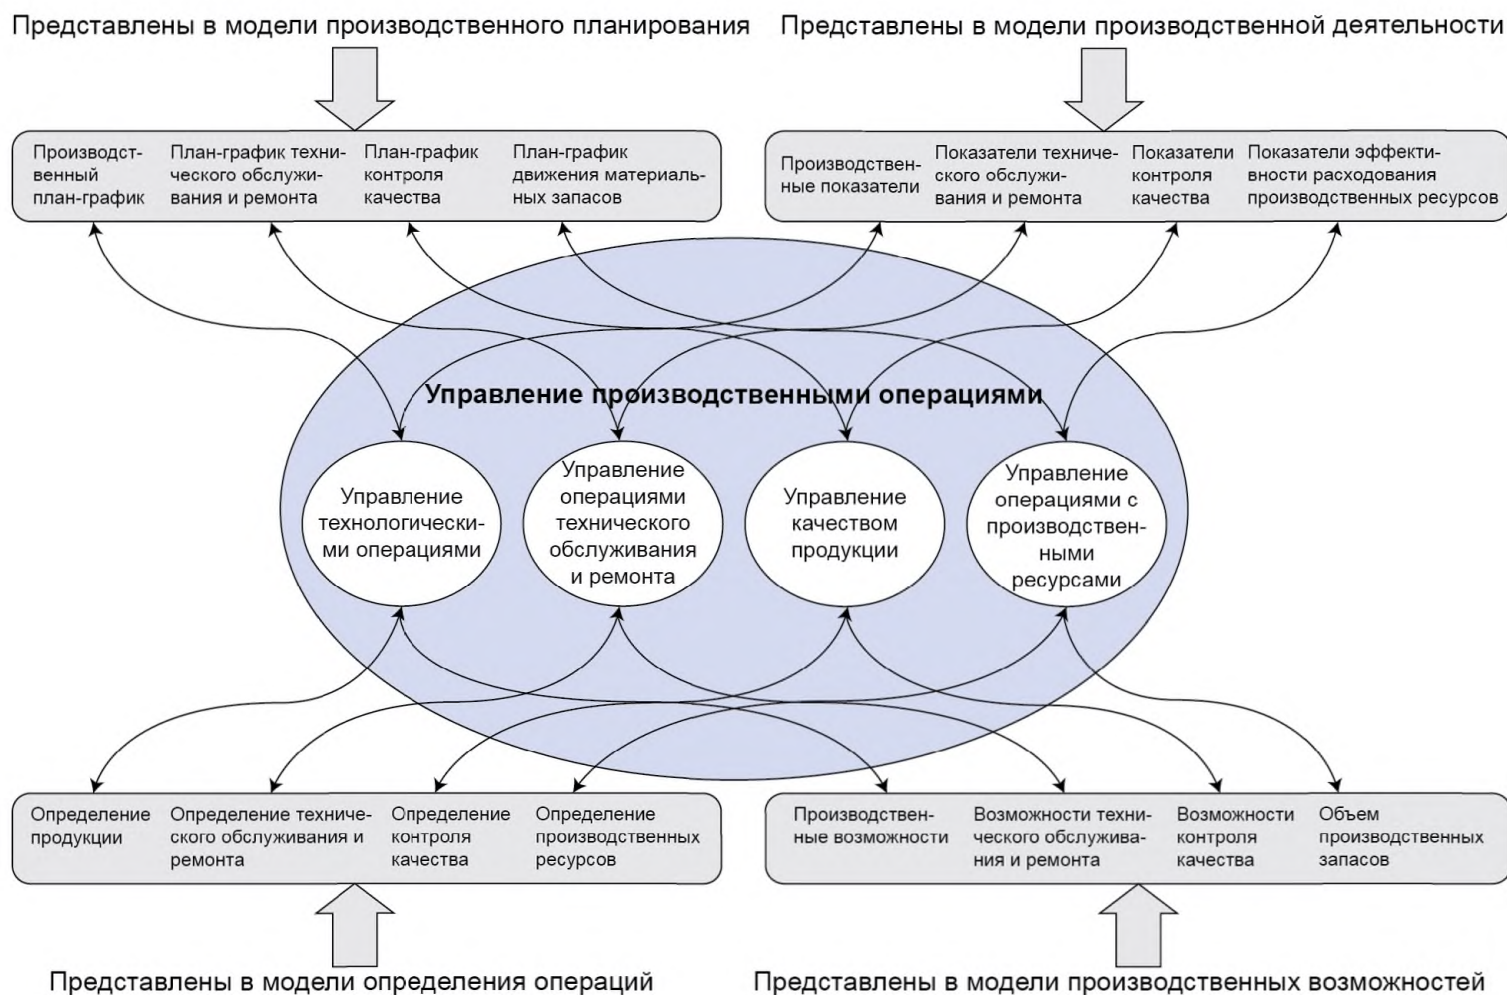 Представлены в модели производственного планирования
Представлены в модели производственной деятельности
Производст-
венный
план-график
План-график техни-
ческого обслужи-
вания и ремонта
План-график
контроля
качества
План-график
движения материаль-
ных запасов
Производствен-
ные показатели
Показатели техниче-
ского обслужи-
вания и ремонта
Показатели
контроля
качества
Показатели эффекти-
вности расходования
производственных ресурсов
Управление производственными операциями
Управление
технологически-
ми операциями
Управление
операциями
технического
обслуживания
и ремонта
Управление
качеством
продукции
Управление
операциями с
производствен-
ными
ресурсами
Определение
продукции
Определение техниче-
ского обслуживания и
ремонта
Определение
контроля
качества
Определение
производственных
ресурсов
Производствен-
ные возможности
Возможности техни-
ческого обслужива-
ния и ремонта
Возможности
контроля
качества
Объем
производственных
запасов
Представлены в модели определения операций
Представлены в модели производственных возможностей